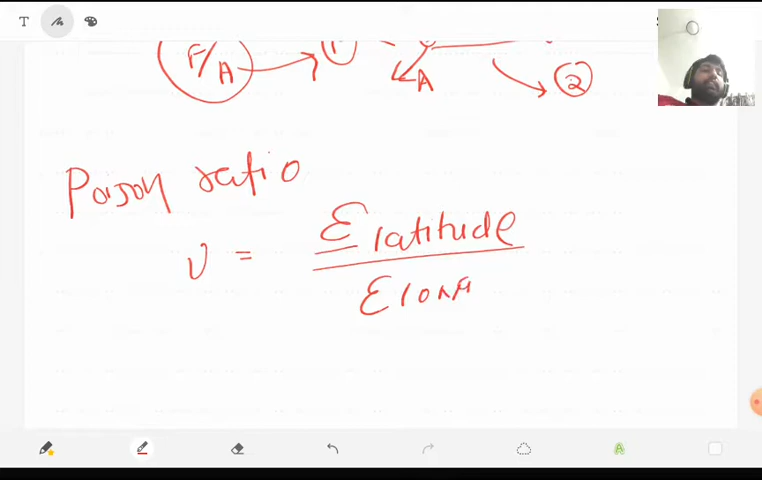 T
F/A
A
2
Poison ratio
ν = ε latitude
ε long
A